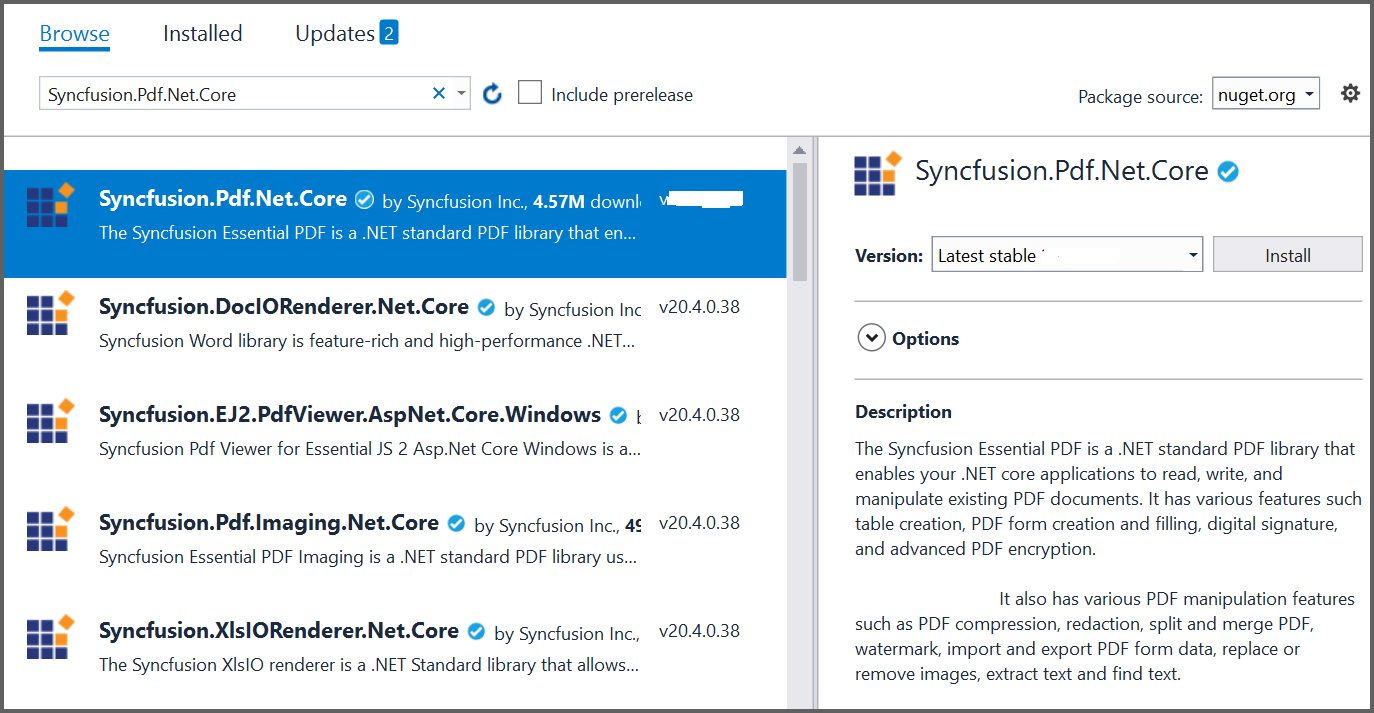 Browse Installed Updates 2
Syncfusion.Pdf.Net.Core Include prerelease Package source: nuget.org
Syncfusion.Pdf.Net.Core by Syncfusion Inc., 4.57M downl
The Syncfusion Essential PDF is a .NET standard PDF library that en...
Syncfusion.DocIORenderer.Net.Core by Syncfusion Inc v20.4.0.38
Syncfusion Word library is feature-rich and high-performance .NET...
Syncfusion.EJ2.PdfViewer.AspNet.Core.Windows v20.4.0.38
Syncfusion Pdf Viewer for Essential JS 2 Asp.Net Core Windows is a...
Syncfusion.Pdf.Imaging.Net.Core by Syncfusion Inc., 49 v20.4.0.38
Syncfusion Essential PDF Imaging is a .NET standard PDF library us...
Syncfusion.XlsIORenderer.Net.Core by Syncfusion Inc., v20.4.0.38
The Syncfusion XlsIO renderer is a .NET Standard library that allows...
Syncfusion.Pdf.Net.Core
Version: Latest stable Install
Options
Description
The Syncfusion Essential PDF is a .NET standard PDF library that
enables your .NET core applications to read, write, and
manipulate existing PDF documents. It has various features such
table creation, PDF form creation and filling, digital signature,
and advanced PDF encryption.
It also has various PDF manipulation features
such as PDF compression, redaction, split and merge PDF,
watermark, import and export PDF form data, replace or
remove images, extract text and find text.